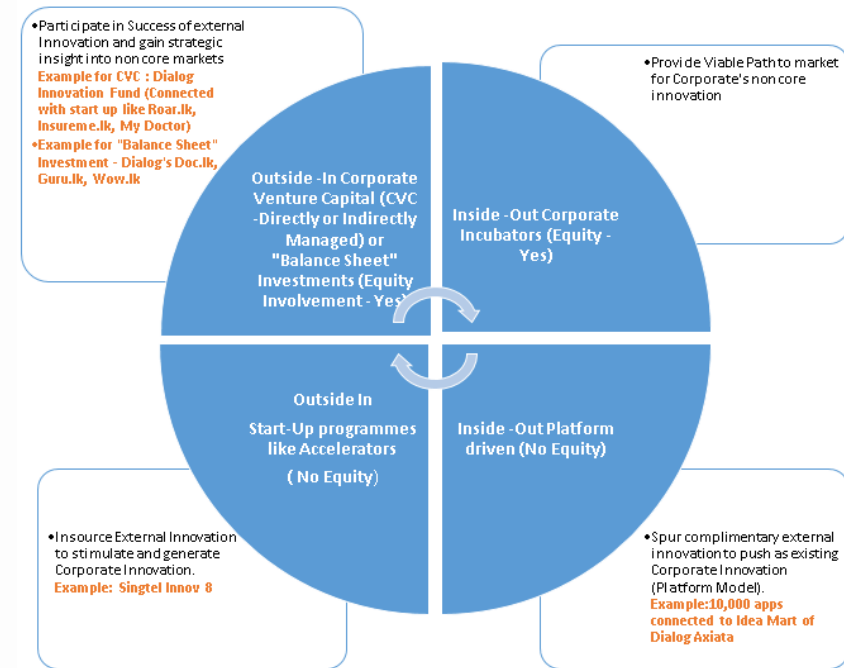 •Participate in Success of external
Innovation and gain strategic
insight into non core markets
Example for CVC : Dialog
Innovation Fund (Connected
with start up like Roar.lk,
Insureme.lk, My Doctor)
•Example for "Balance Sheet"
Investment - Dialog's Doc.lk,
Guru.lk, Wow.lk
•Provide Viable Path to market
for Corporate's non core
innovation
Outside -In Corporate
Venture Capital (CVC
-Directly or Indirectly
Managed) or
"Balance Sheet"
Investments (Equity
Involvement - Yes)
Inside -Out Corporate
Incubators (Equity -
Yes)
Outside In
Start-Up programmes
like Accelerators
( No Equity)
Inside -Out Platform
driven (No Equity)
•Insource External Innovation
to stimulate and generate
Corporate Innovation.
Example: Singtel Innov 8
•Spur complimentary external
innovation to push as existing
Corporate Innovation
(Platform Model).
Example:10,000 apps
connected to Idea Mart of
Dialog Axiata